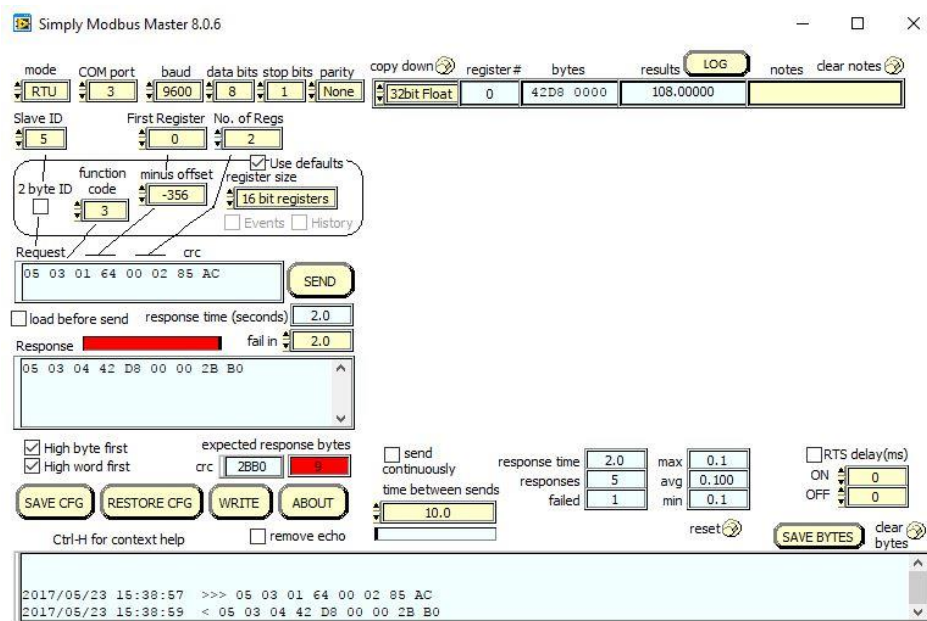 Simply Modbus Master 8.0.6
mode COM port baud data bits stop bits parity
RTU 3 9600 8 1 None
copy down register # bytes results LOG notes clear notes
32bit Float 0 42D8 0000 108.00000
Slave ID First Register No. of Regs
5 0 2
Use defaults
2 byte ID function code minus offset register size
3 -356 16 bit registers
Events History
Request crc
05 03 01 64 00 02 85 AC SEND
load before send response time (seconds) 2.0
Response fail in 2.0
05 03 04 42 D8 00 00 2B B0
High byte first expected response bytes
High word first crc 2BB0 9
SAVE CFG RESTORE CFG WRITE ABOUT
Ctrl-H for context help remove echo
send continuously
time between sends
10.0
response time 2.0 max 0.1
responses 5 avg 0.100
failed 1 min 0.1
reset
RTS delay(ms)
ON 0
OFF 0
SAVE BYTES clear bytes
2017/05/23 15:38:57 >>> 05 03 01 64 00 02 85 AC
2017/05/23 15:38:59 < 05 03 04 42 D8 00 00 2B B0